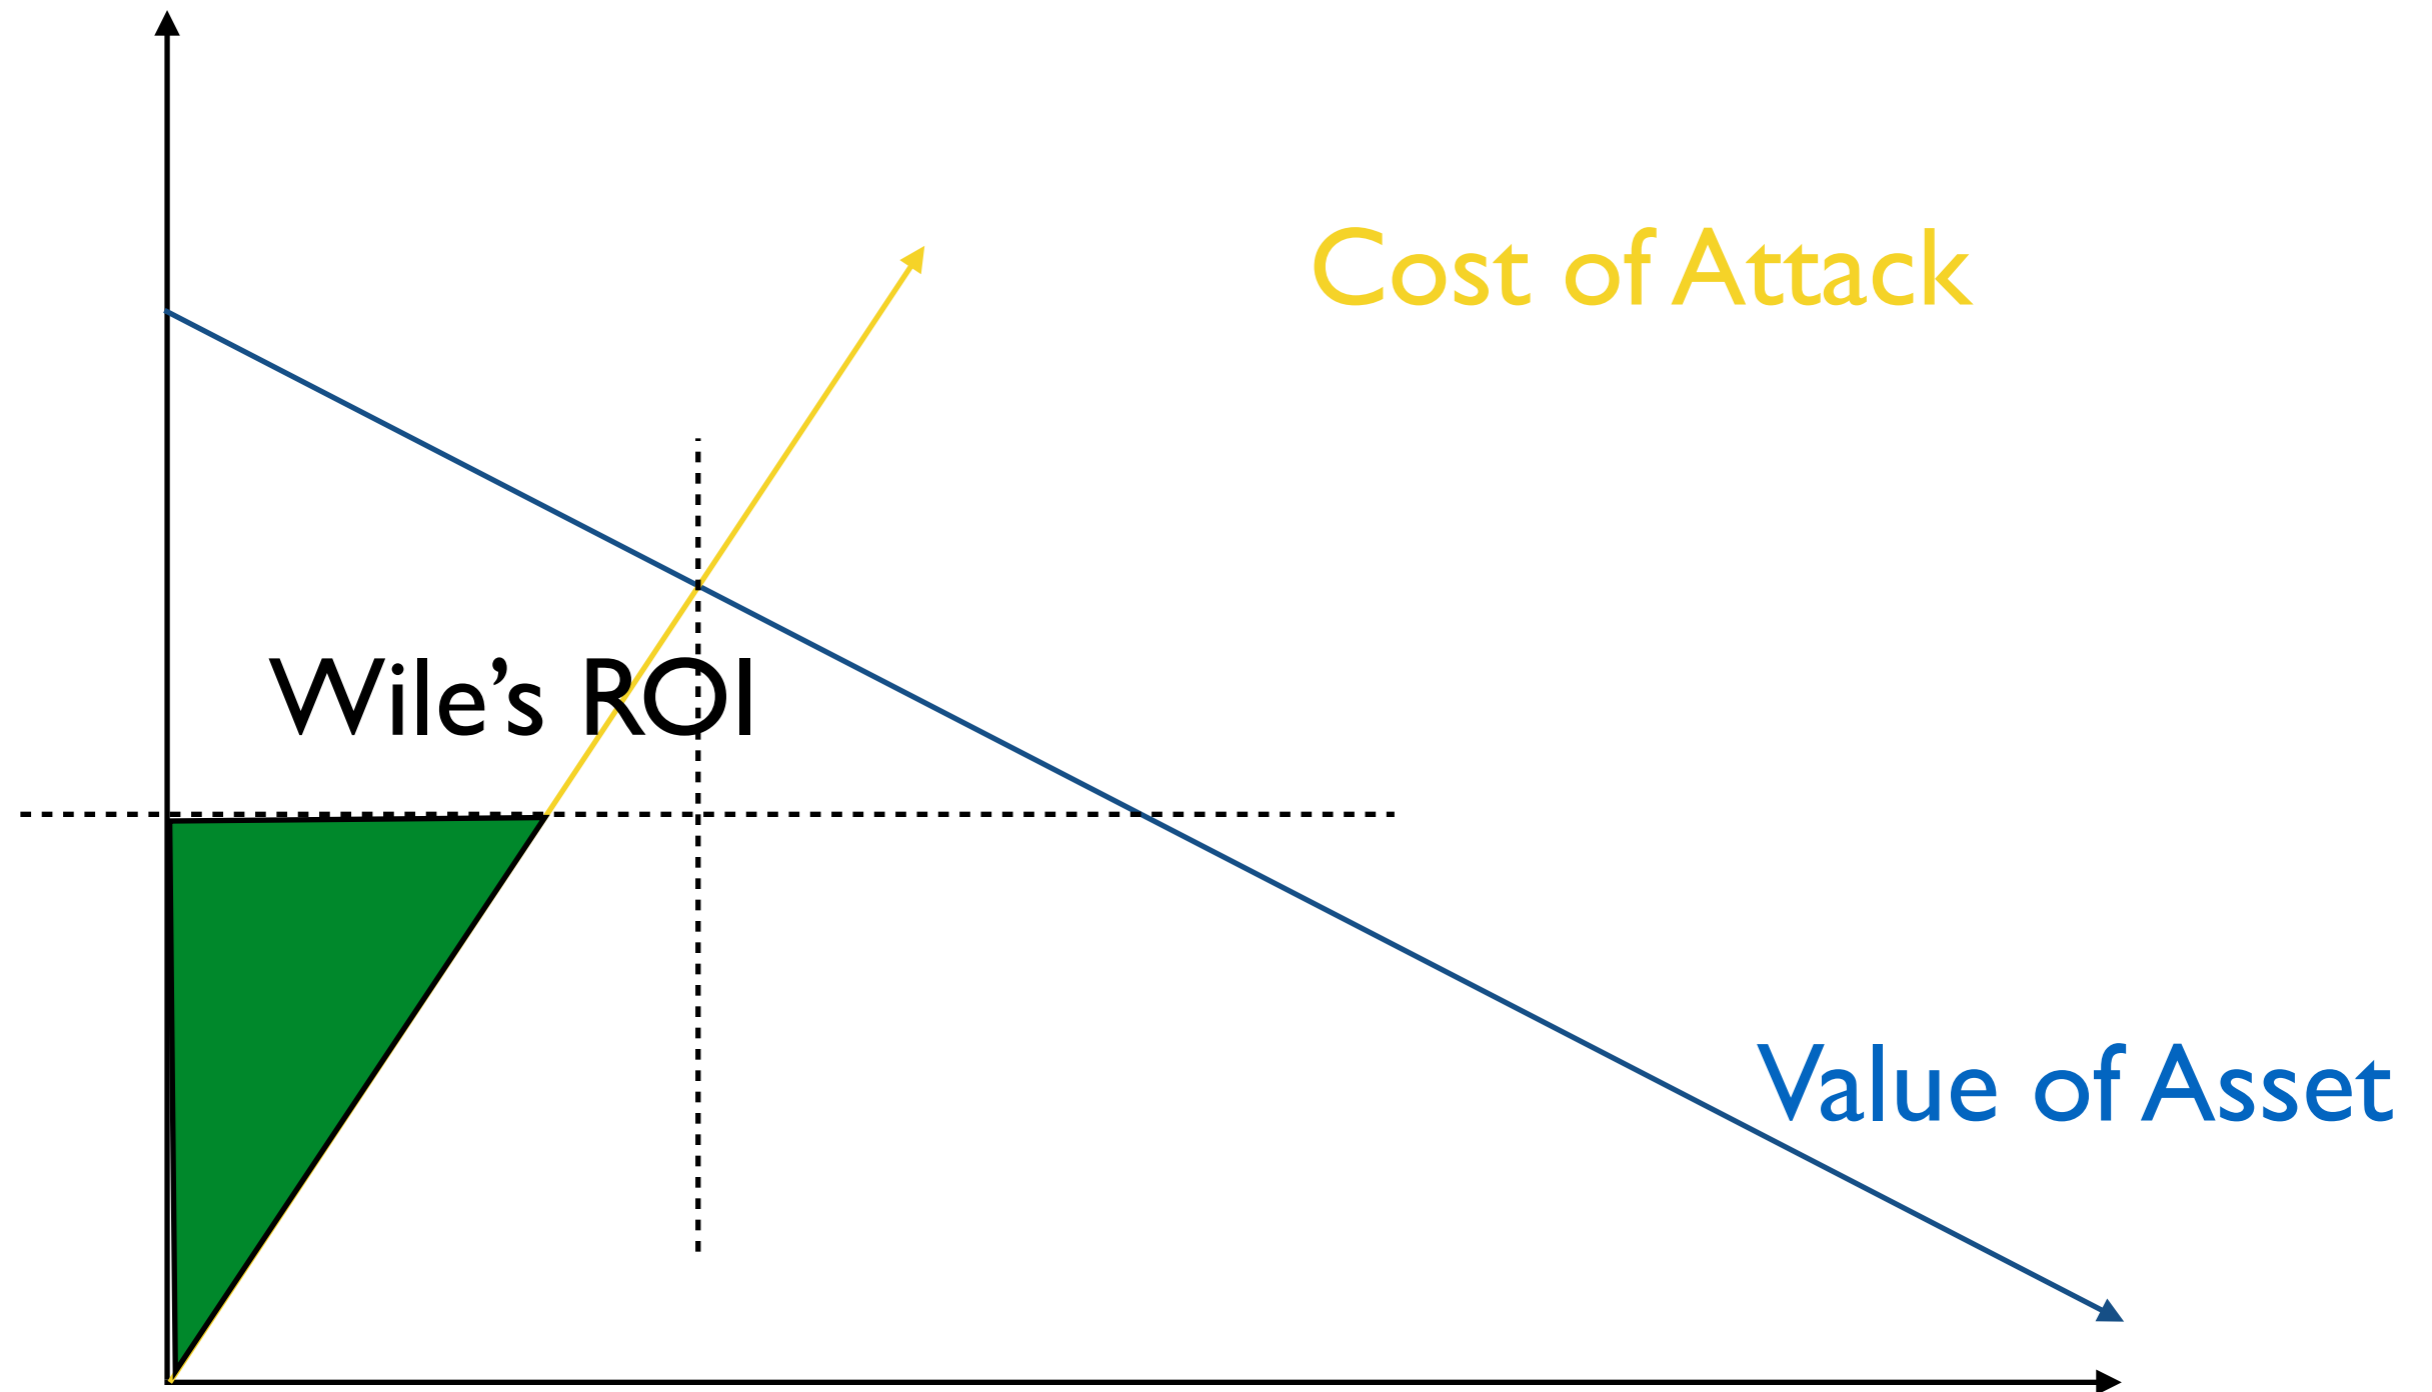 Cost of Attack
Wile’s ROI
Value of Asset